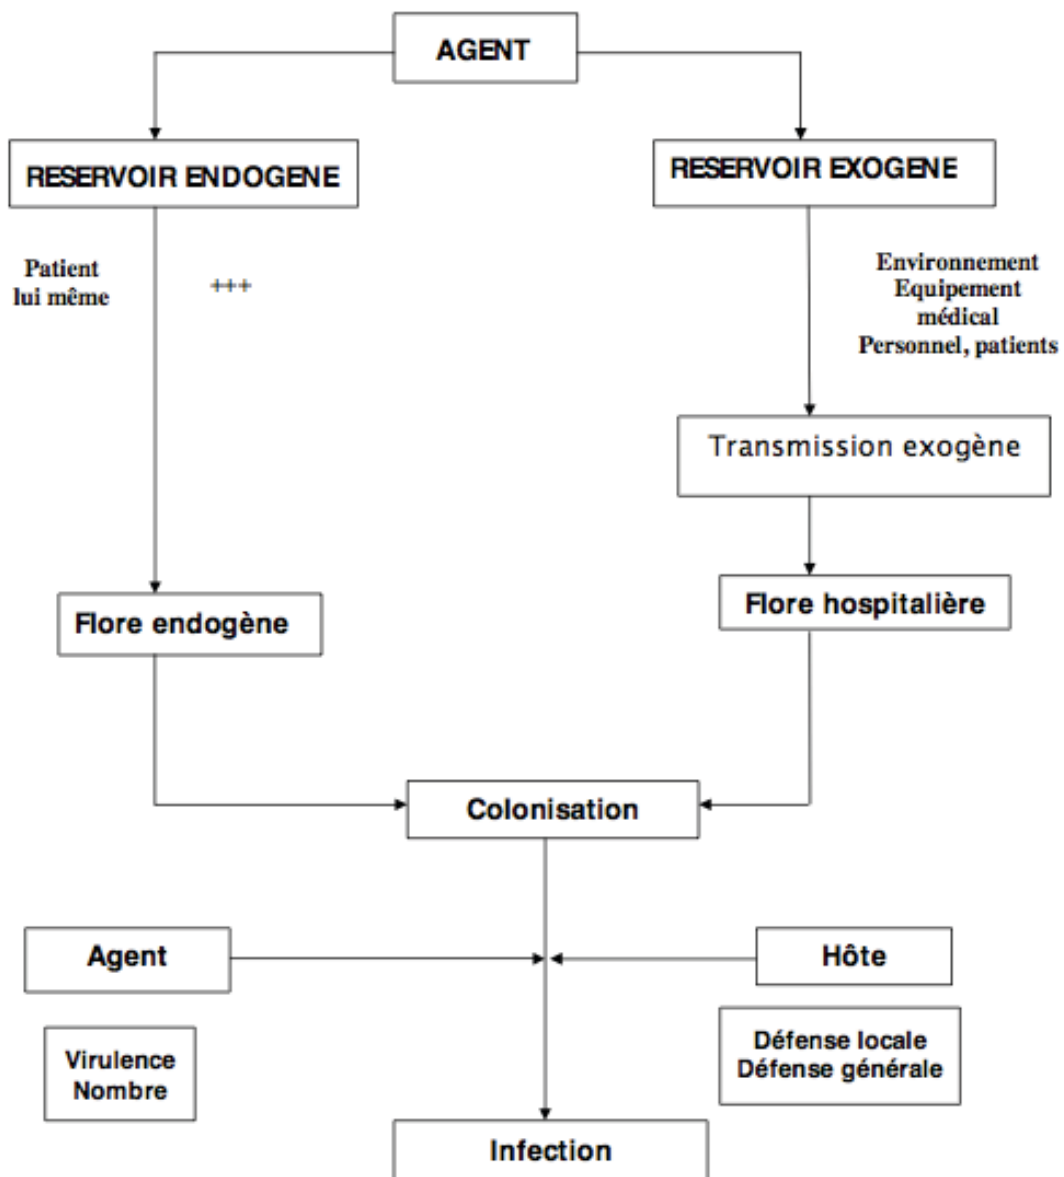 AGENT
RESERVOIR ENDOGENE
RESERVOIR EXOGENE
Patient
lui même
+++
Environnement
Equipement
médical
Personnel, patients
Transmission exogène
Flore endogène
Flore hospitalière
Colonisation
Agent
Hôte
Virulence
Nombre
Défense locale
Défense générale
Infection